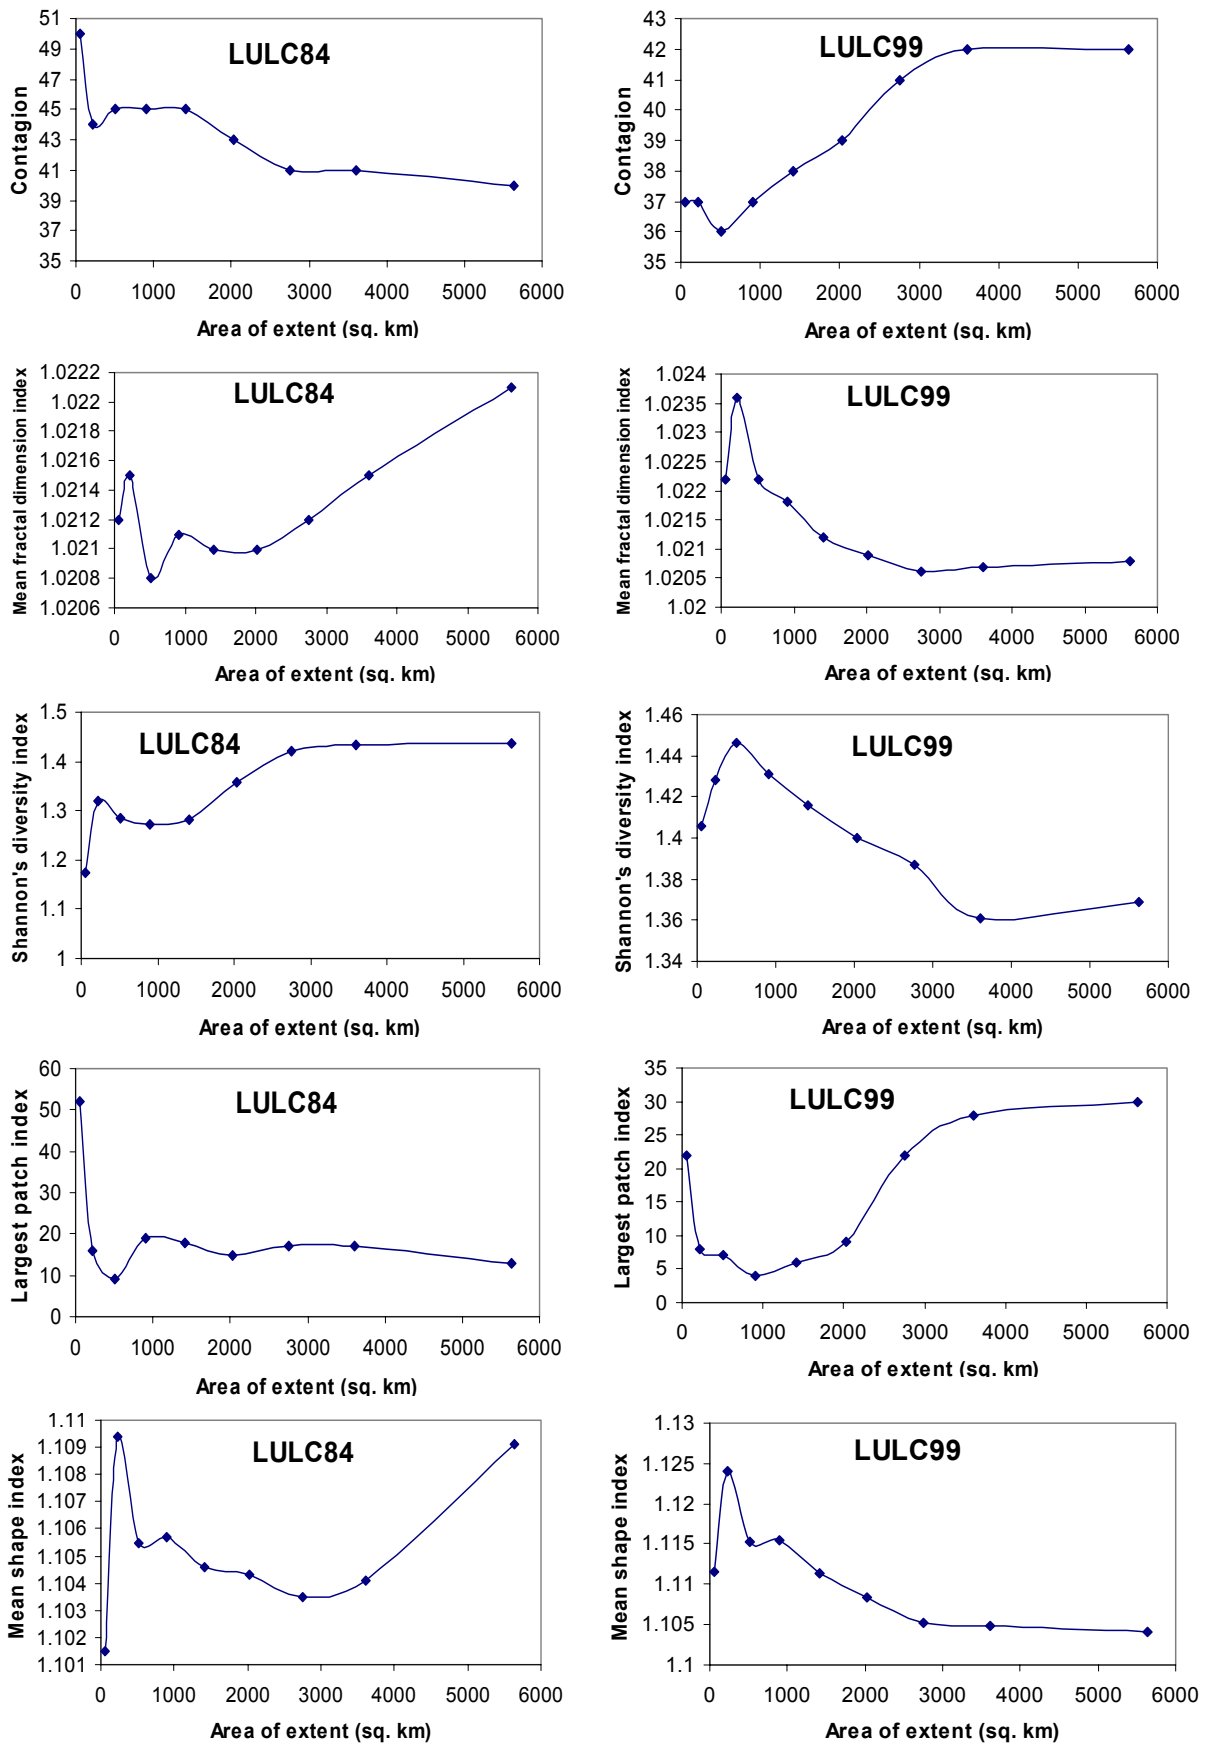 LULC84
Contagion
51
49
47
45
43
41
39
37
35
0 1000 2000 3000 4000 5000 6000
Area of extent (sq. km)
LULC99
Contagion
43
42
41
40
39
38
37
36
35
0 1000 2000 3000 4000 5000 6000
Area of extent (sq. km)
LULC84
Mean fractal dimension index
1.0222
1.022
1.0218
1.0216
1.0214
1.0212
1.021
1.0208
1.0206
0 1000 2000 3000 4000 5000 6000
Area of extent (sq. km)
LULC99
Mean fractal dimension index
1.024
1.0235
1.023
1.0225
1.022
1.0215
1.021
1.0205
1.02
0 1000 2000 3000 4000 5000 6000
Area of extent (sq. km)
LULC84
Shannon's diversity index
1.5
1.4
1.3
1.2
1.1
1
0 1000 2000 3000 4000 5000 6000
Area of extent (sq. km)
LULC99
Shannon's diversity index
1.46
1.44
1.42
1.4
1.38
1.36
1.34
0 1000 2000 3000 4000 5000 6000
Area of extent (sq. km)
LULC84
Largest patch index
60
50
40
30
20
10
0
0 1000 2000 3000 4000 5000 6000
Area of extent (sq. km)
LULC99
Largest patch index
35
30
25
20
15
10
5
0
0 1000 2000 3000 4000 5000 6000
Area of extent (sq. km)
LULC84
Mean shape index
1.11
1.109
1.108
1.107
1.106
1.105
1.104
1.103
1.102
1.101
0 1000 2000 3000 4000 5000 6000
Area of extent (sq. km)
LULC99
Mean shape index
1.13
1.125
1.12
1.115
1.11
1.105
1.1
0 1000 2000 3000 4000 5000 6000
Area of extent (sq. km)